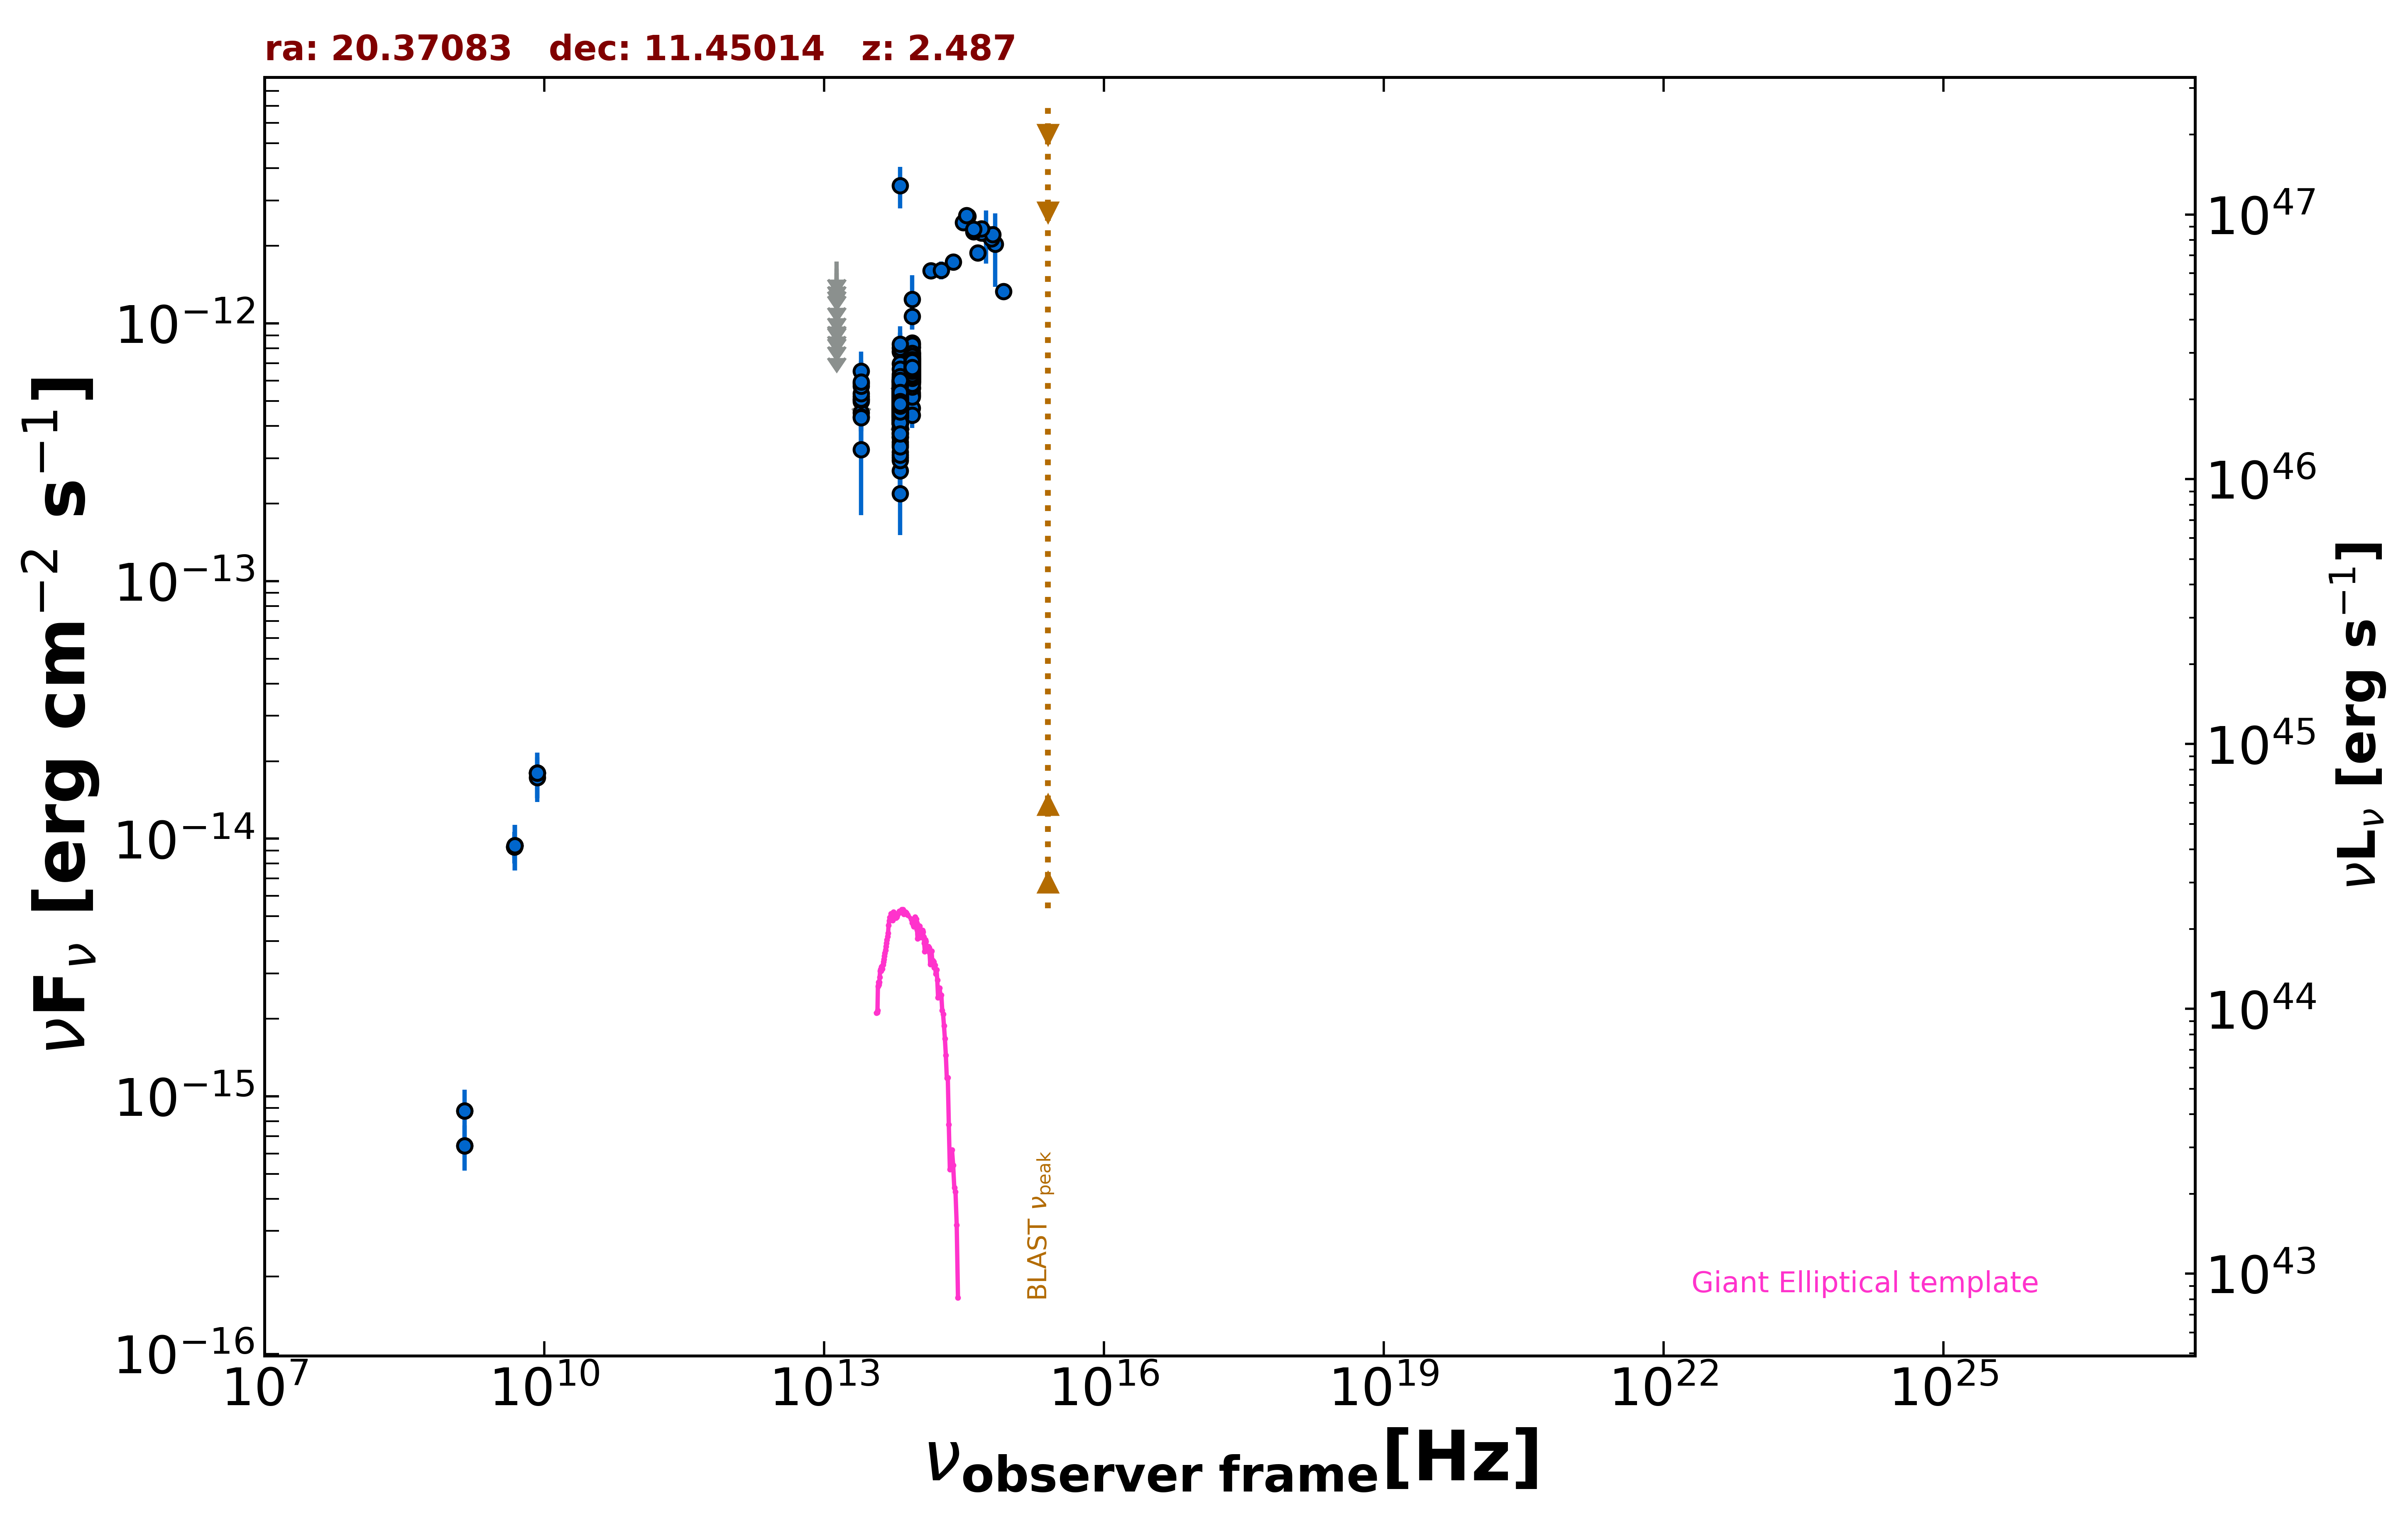 ra: 20.37083 dec: 11.45014 z: 2.487
νFν [erg cm−2 s−1]
10−12
10−13
10−14
10−15
10−16
1047
1046
1045
1044
1043
νLν [erg s−1]
BLAST νpeak
Giant Elliptical template
107 1010 1013 1016 1019 1022 1025
νobserver frame[Hz]